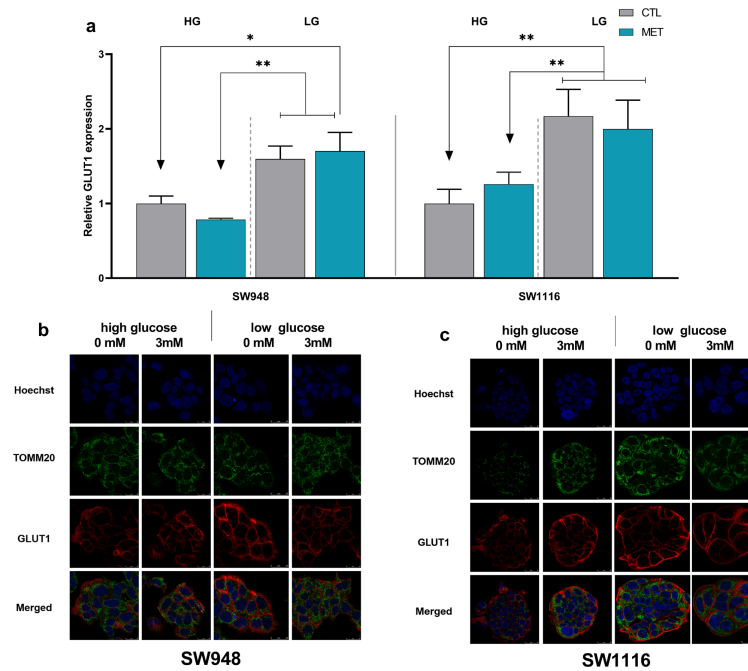 a HG LG CTL
MET
* **
** **
Reletive GLUT1 expression
3
2
1
0
SW948 SW1116
b
high glucose low glucose
0 mM 3mM 0 mM 3mM
Hoechst
TOMM20
GLUT1
Merged
SW948
c
high glucose low glucose
0 mM 3mM 0 mM 3mM
Hoechst
TOMM20
GLUT1
Merged
SW1116